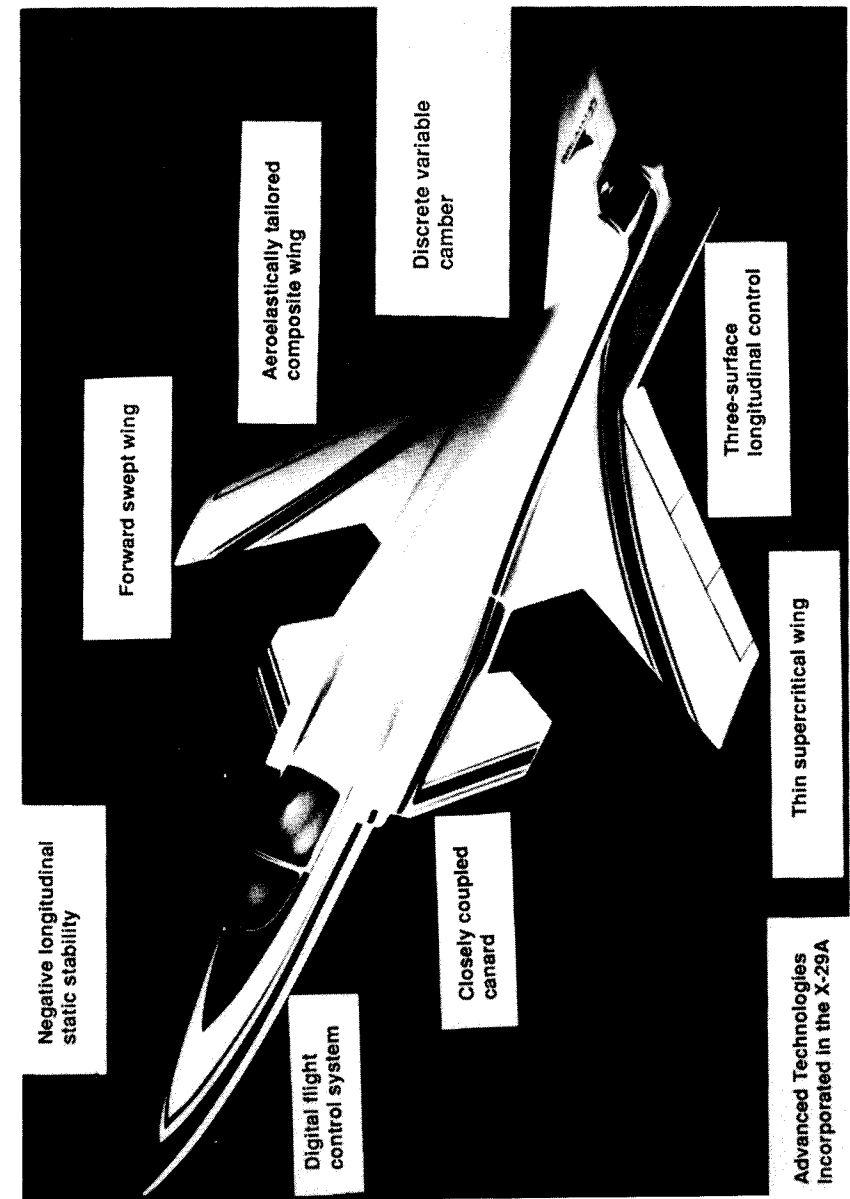 Negative longitudinal
static stability
Forward swept wing
Aeroelastically tailored
composite wing
Discrete variable
camber
Digital flight
control system
Closely coupled
canard
Three-surface
longitudinal control
Thin supercritical wing
Advanced Technologies
Incorporated in the X-29A